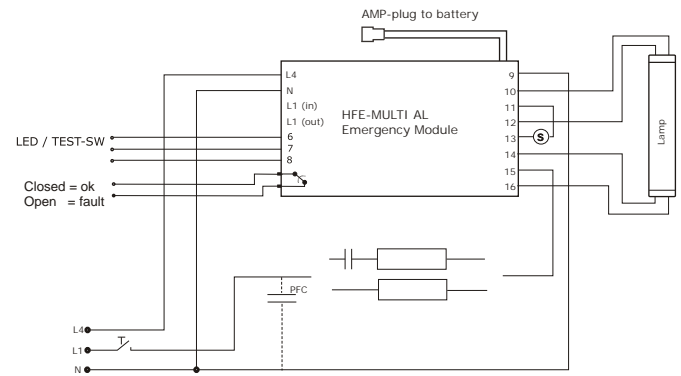 AMP-plug to battery
L4
N
L1 (in)
L1 (out)
6
7
8
HFE-MULTI AL
Emergency Module
9
10
11
12
13
14
15
16
S
Lamp
LED / TEST-SW
Closed = ok
Open = fault
PFC
L4
L1
N